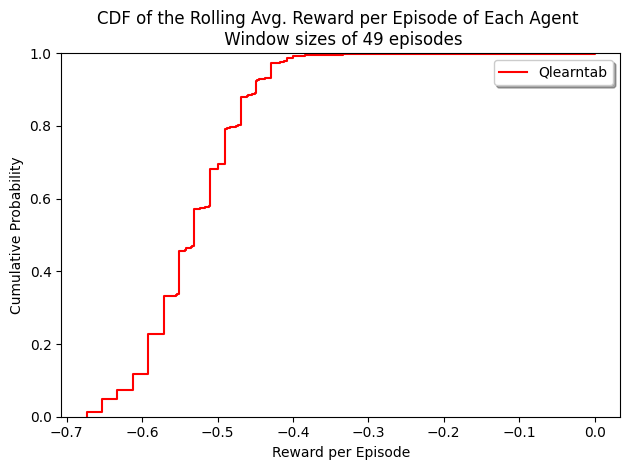 CDF of the Rolling Avg. Reward per Episode of Each Agent
Window sizes of 49 episodes
Qlearntab
Cumulative Probability
1.0
0.8
0.6
0.4
0.2
0.0
−0.7 −0.6 −0.5 −0.4 −0.3 −0.2 −0.1 0.0
Reward per Episode